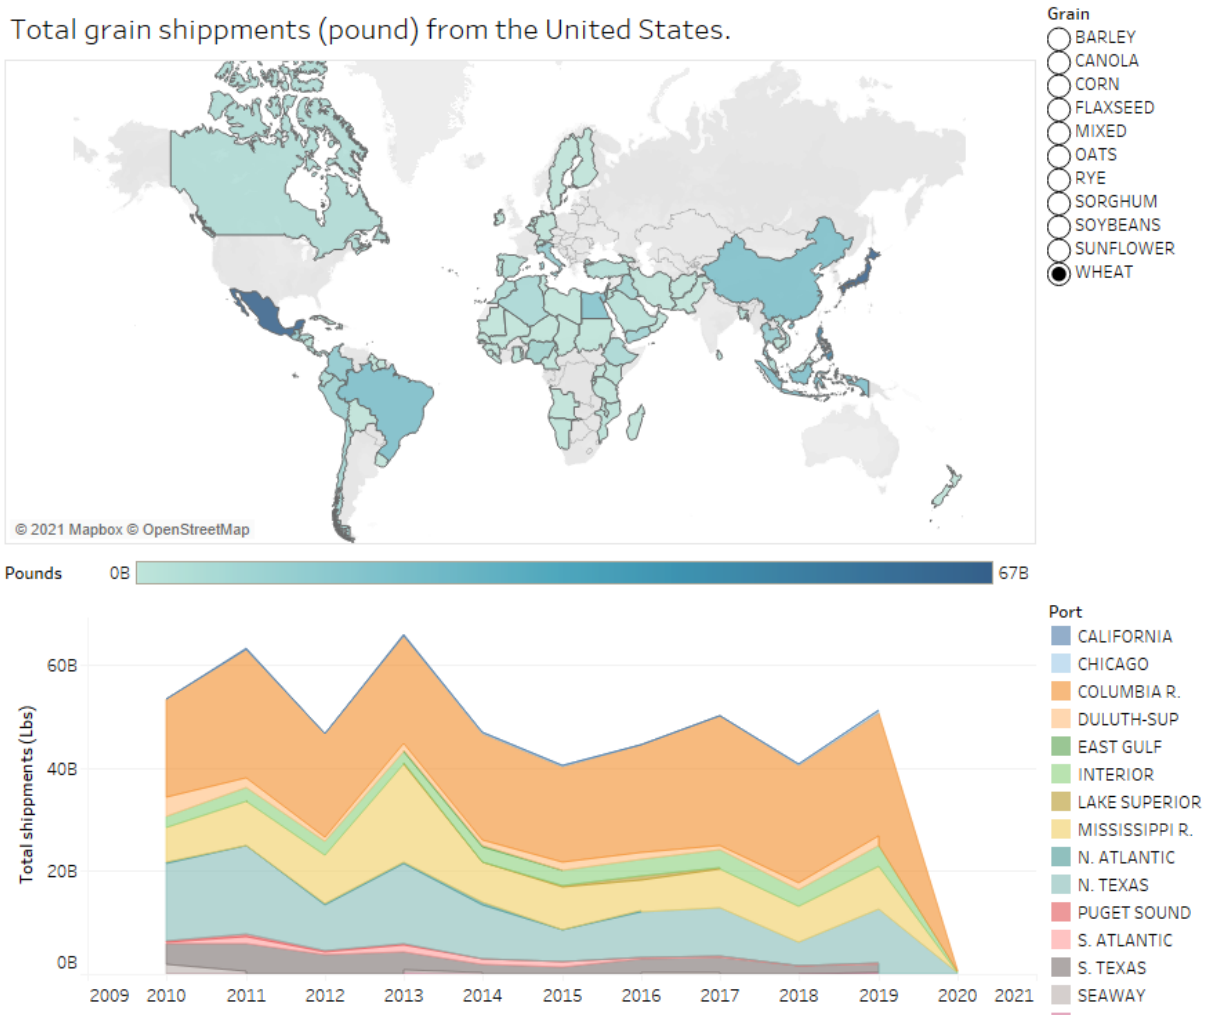 Total grain shippments (pound) from the United States.
Grain
BARLEY
CANOLA
CORN
FLAXSEED
MIXED
OATS
RYE
SORGHUM
SOYBEANS
SUNFLOWER
WHEAT
© 2021 Mapbox © OpenStreetMap
Pounds 0B 67B
Total shippments (Lbs)
60B
40B
20B
0B
2009 2010 2011 2012 2013 2014 2015 2016 2017 2018 2019 2020 2021
Port
CALIFORNIA
CHICAGO
COLUMBIA R.
DULUTH-SUP
EAST GULF
INTERIOR
LAKE SUPERIOR
MISSISSIPPI R.
N. ATLANTIC
N. TEXAS
PUGET SOUND
S. ATLANTIC
S. TEXAS
SEAWAY